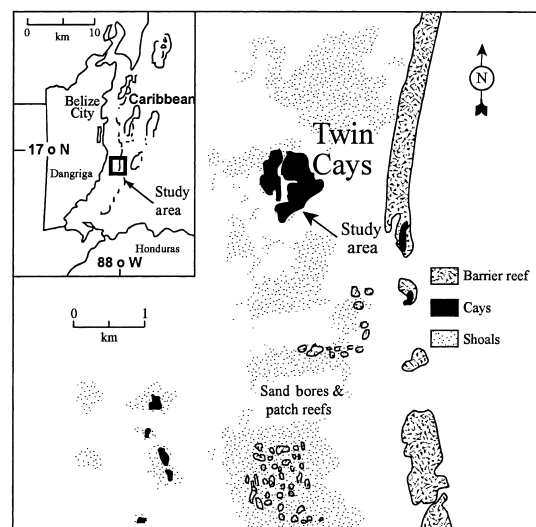 0 10
km
Belize
City
Caribbean
17 o N
Dangriga
Study
area
Honduras
88 o W
N
Twin
Cays
Study
area
Barrier reef
Cays
Shoals
0 1
km
Sand bores &
patch reefs